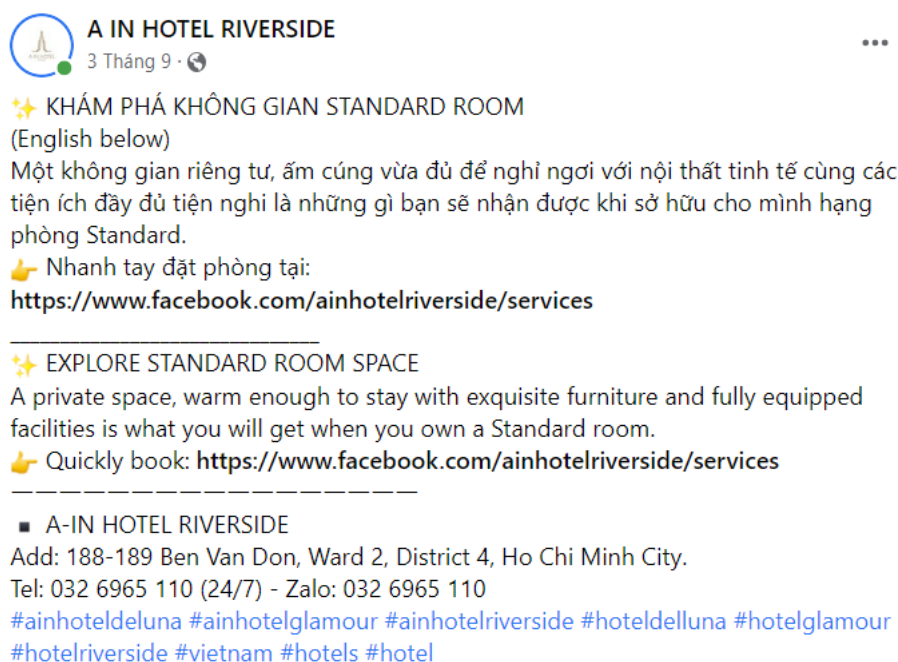 A IN HOTEL RIVERSIDE
3 Tháng 9 ·
✨ KHÁM PHÁ KHÔNG GIAN STANDARD ROOM
(English below)
Một không gian riêng tư, ấm cúng vừa đủ để nghỉ ngơi với nội thất tinh tế cùng các
tiện ích đầy đủ tiện nghi là những gì bạn sẽ nhận được khi sở hữu cho mình hạng
phòng Standard.
👉 Nhanh tay đặt phòng tại:
https://www.facebook.com/ainhotelriverside/services
_______________________________
✨ EXPLORE STANDARD ROOM SPACE
A private space, warm enough to stay with exquisite furniture and fully equipped
facilities is what you will get when you own a Standard room.
👉 Quickly book: https://www.facebook.com/ainhotelriverside/services
—————————————————
▪️ A-IN HOTEL RIVERSIDE
Add: 188-189 Ben Van Don, Ward 2, District 4, Ho Chi Minh City.
Tel: 032 6965 110 (24/7) - Zalo: 032 6965 110
#ainhoteldeluna #ainhotelglamour #ainhotelriverside #hoteldelluna #hotelglamour
#hotelriverside #vietnam #hotels #hotel